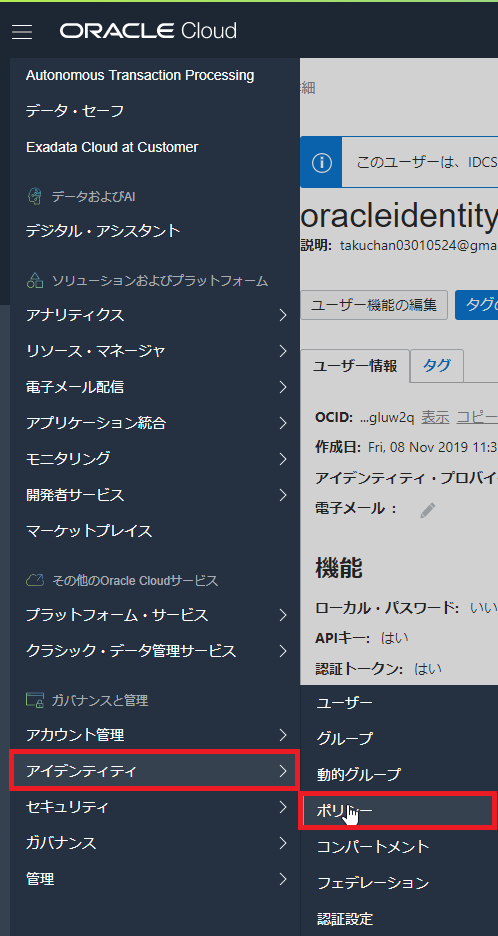 ORACLE Cloud
Autonomous Transaction Processing
データ・セーフ
Exadata Cloud at Customer
データおよびAI
デジタル・アシスタント
ソリューションおよびプラットフォーム
アナリティクス
リソース・マネージャ
電子メール配信
アプリケーション統合
モニタリング
開発者サービス
マーケットプレイス
その他のOracle Cloudサービス
プラットフォーム・サービス
クラシック・データ管理サービス
ガバナンスと管理
アカウント管理
アイデンティティ
セキュリティ
ガバナンス
管理
細
このユーザーは、IDCS
oracleidentity
説明: takuchan03010524@gma
ユーザー機能の編集
タグの
ユーザー情報 タグ
OCID: ...gluw2q 表示 コピー
作成日: Fri, 08 Nov 2019 11:3
アイデンティティ・プロバイ
電子メール :
機能
ローカル・パスワード: いい
APIキー: はい
認証トークン: はい
ユーザー
グループ
動的グループ
ポリシー
コンパートメント
フェデレーション
認証設定